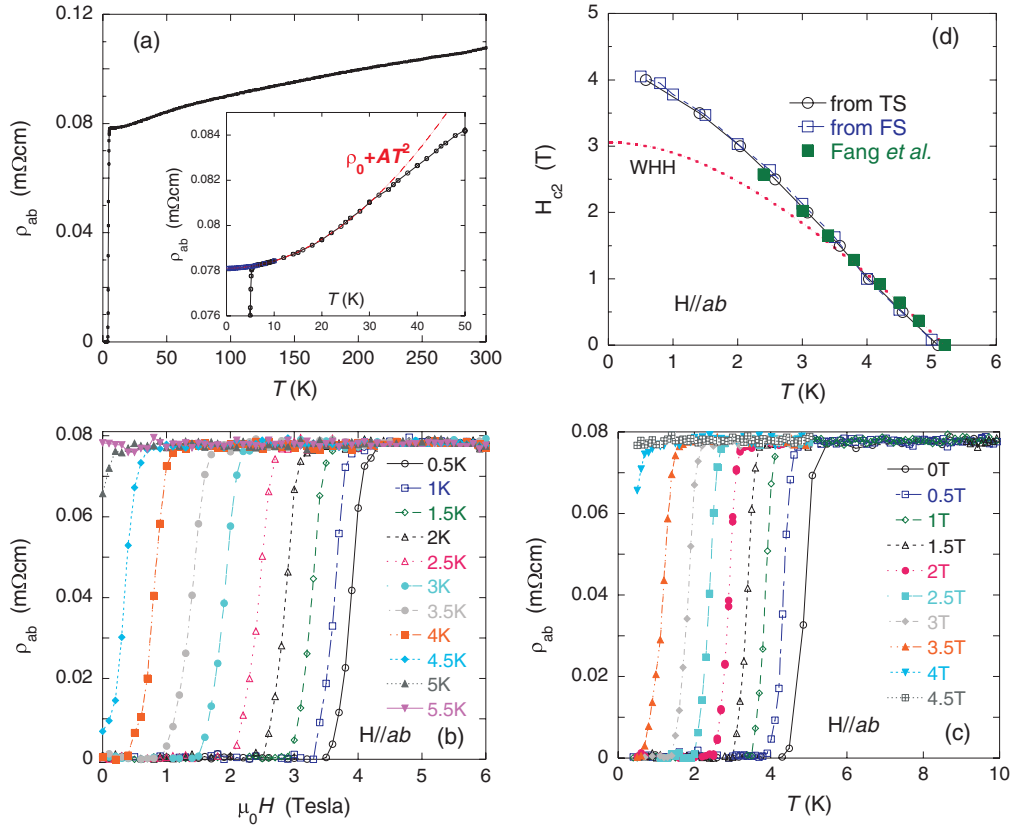 (a)
0.12
0.08
0.04
0
ρab (mΩcm)
0 50 100 150 200 250 300
T (K)
ρ0+AT2
0.084
0.082
0.080
0.078
0.076
ρab (mΩcm)
T (K)
0 10 20 30 40 50
(d)
5
4
3
2
1
0
Hc2 (T)
from TS
from FS
Fang et al.
WHH
H//ab
0 1 2 3 4 5 6
T (K)
0.08
0.06
0.04
0.02
0
ρab (mΩcm)
0.5K
1K
1.5K
2K
2.5K
3K
3.5K
4K
4.5K
5K
5.5K
H//ab (b)
0 1 2 3 4 5 6
μ0H (Tesla)
0.08
0.06
0.04
0.02
0
ρab (mΩcm)
0T
0.5T
1T
1.5T
2T
2.5T
3T
3.5T
4T
4.5T
H//ab (c)
0 2 4 6 8 10
T (K)